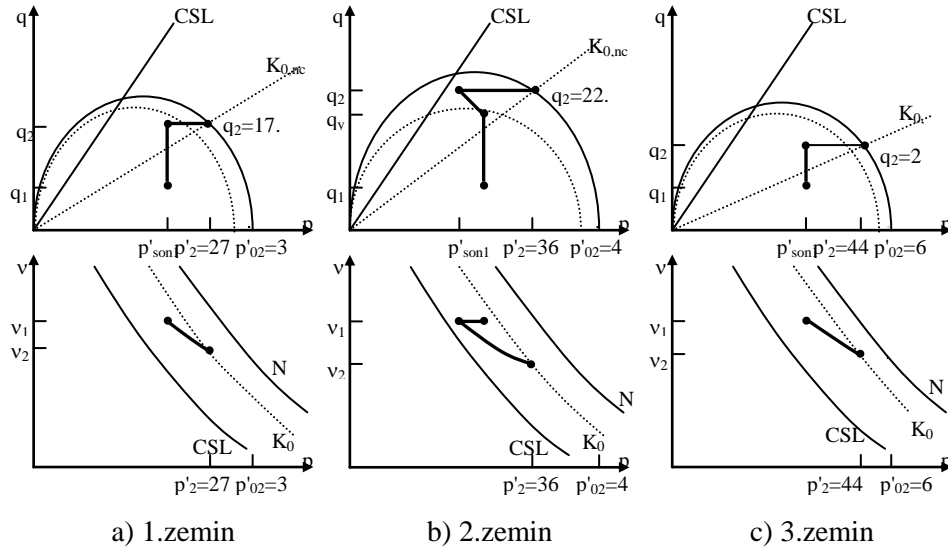 q
CSL
K0,nc
q2
q2=17.
q1
p'son1
p'2=27
p'02=3
p
ν
ν1
ν2
N
K0
CSL
p
p'2=27
p'02=3
a) 1.zemin
q
CSL
K0,nc
q2
q2=22.
qv
q1
p'son1
p'2=36
p'02=4
p
ν
ν1
ν2
N
K0
CSL
p
p'2=36
p'02=4
b) 2.zemin
q
CSL
K0,
q2
q2=2
q1
p'son1
p'2=44
p'02=6
p
ν
ν1
ν2
N
K0
CSL
p
p'2=44
p'02=6
c) 3.zemin